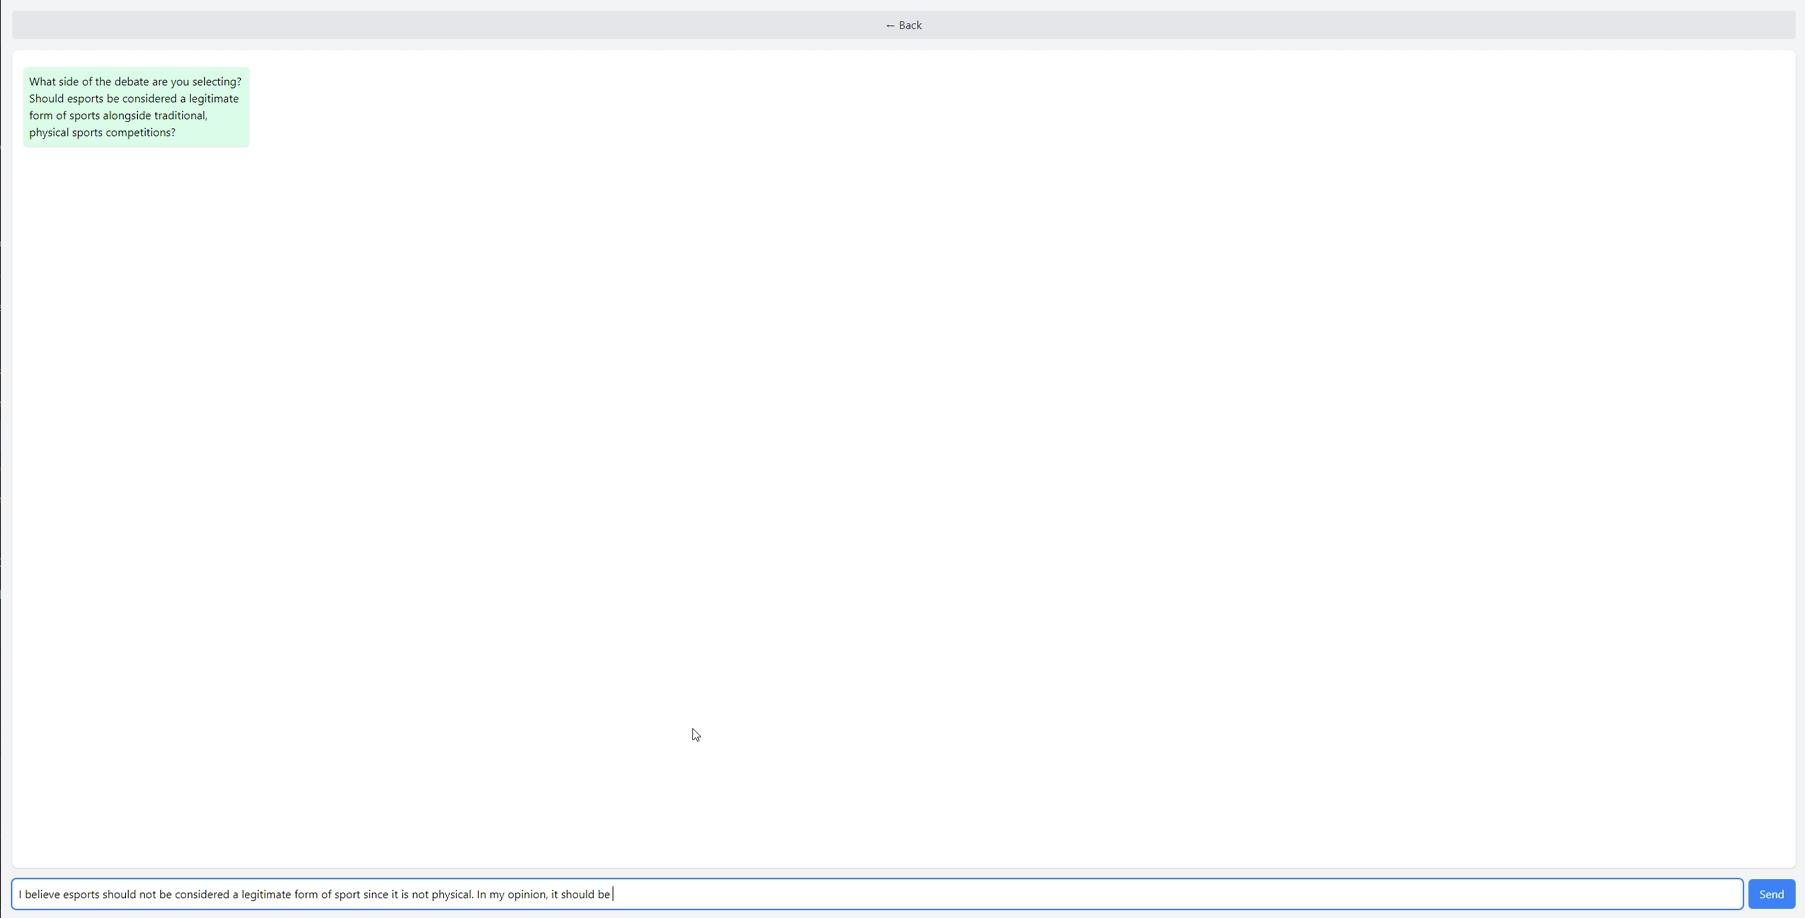 ← Back
What side of the debate are you selecting?
Should esports be considered a legitimate
form of sports alongside traditional,
physical sports competitions?
I believe esports should not be considered a legitimate form of sport since it is not physical. In my opinion, it should be
Send